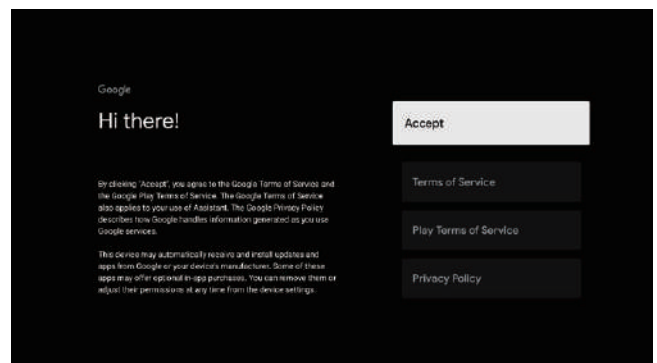 Google
Hi there!
By clicking "Accept", you agree to the Google Terms of Service and
the Google Play Terms of Service. The Google Terms of Service
also applies to your use of Assistant. The Google Privacy Policy
describes how Google handles information generated as you use
Google services.
This device may automatically receive and install updates and
apps from Google or your device's manufacturer. Some of these
apps may offer optional in-app purchases. You can remove them or
adjust their permissions at any time from the device settings.
Accept
Terms of Service
Play Terms of Service
Privacy Policy